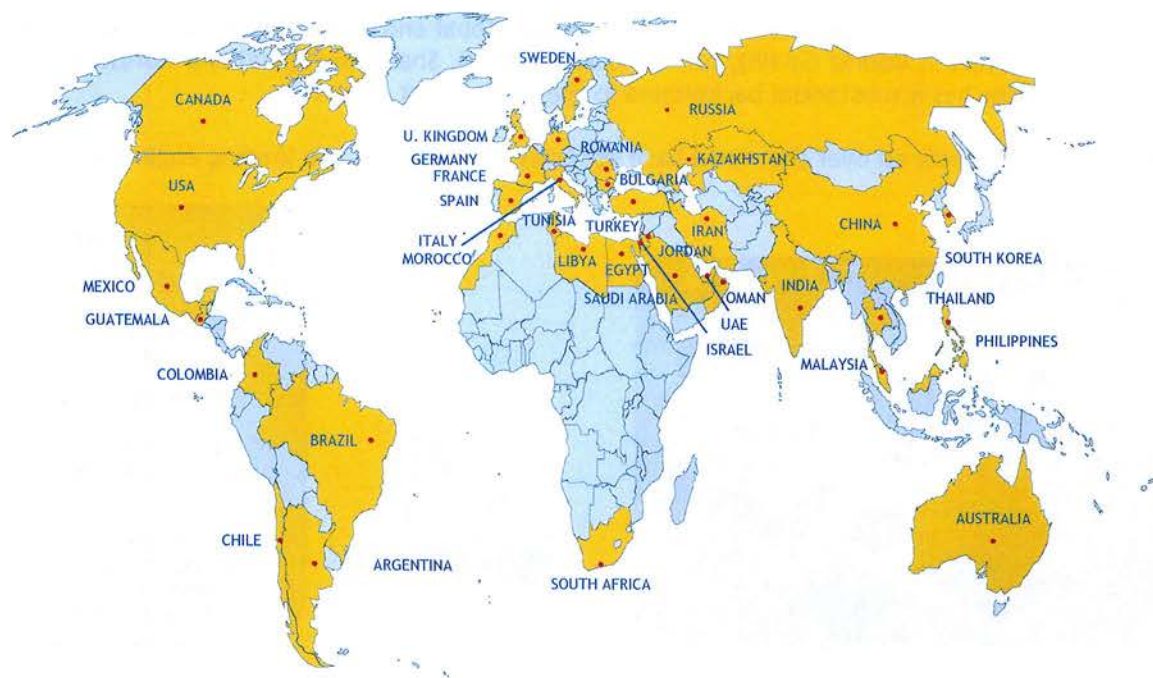 SWEDEN
CANADA
RUSSIA
U. KINGDOM
ROMANIA
GERMANY
FRANCE
KAZAKHSTAN
USA
BULGARIA
SPAIN
TUNISIA
TURKEY
IRAN
CHINA
ITALY
MOROCCO
LIBYA
EGYPT
JORDAN
SOUTH KOREA
MEXICO
SAUDI ARABIA
OMAN
INDIA
THAILAND
GUATEMALA
UAE
ISRAEL
PHILIPPINES
COLOMBIA
MALAYSIA
BRAZIL
AUSTRALIA
CHILE
ARGENTINA
SOUTH AFRICA